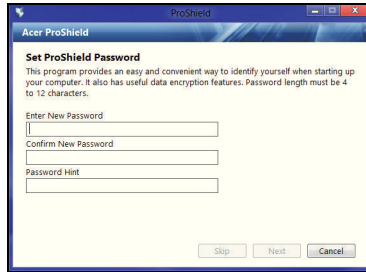 ProShield
Acer ProShield
Set ProShield Password
This program provides an easy and convenient way to identify yourself when starting up
your computer. It also has useful data encryption features. Password length must be 4
to 12 characters.
Enter New Password
Confirm New Password
Password Hint
Skip
Next
Cancel